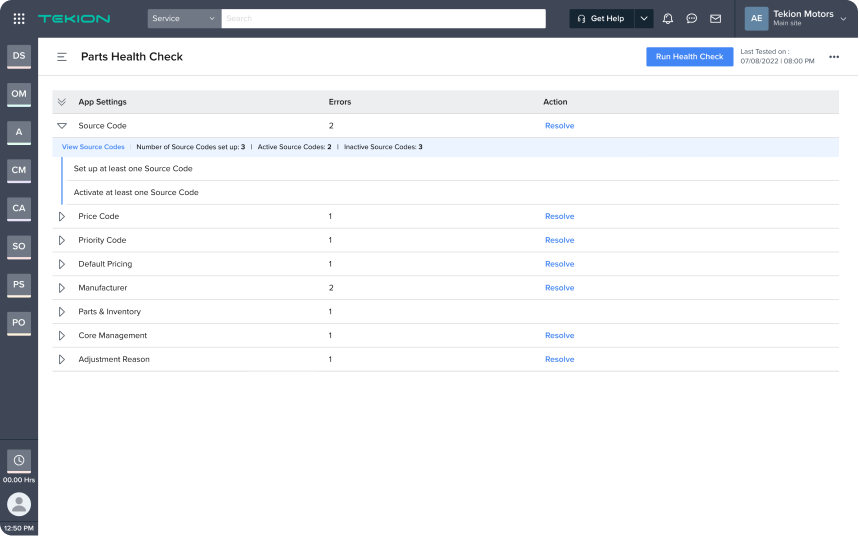 TEKION
Service
Search
Get Help
AE
Tekion Motors
Main site
DS
OM
A
CM
CA
SO
PS
PO
00.00 Hrs
12:50 PM
Parts Health Check
Run Health Check
Last Tested on :
07/08/2022 | 08:00 PM
App Settings Errors Action
Source Code 2 Resolve
View Source Codes | Number of Source Codes set up: 3 | Active Source Codes: 2 | Inactive Source Codes: 3
Set up at least one Source Code
Activate at least one Source Code
Price Code 1 Resolve
Priority Code 1 Resolve
Default Pricing 1 Resolve
Manufacturer 2 Resolve
Parts & Inventory 1
Core Management 1 Resolve
Adjustment Reason 1 Resolve